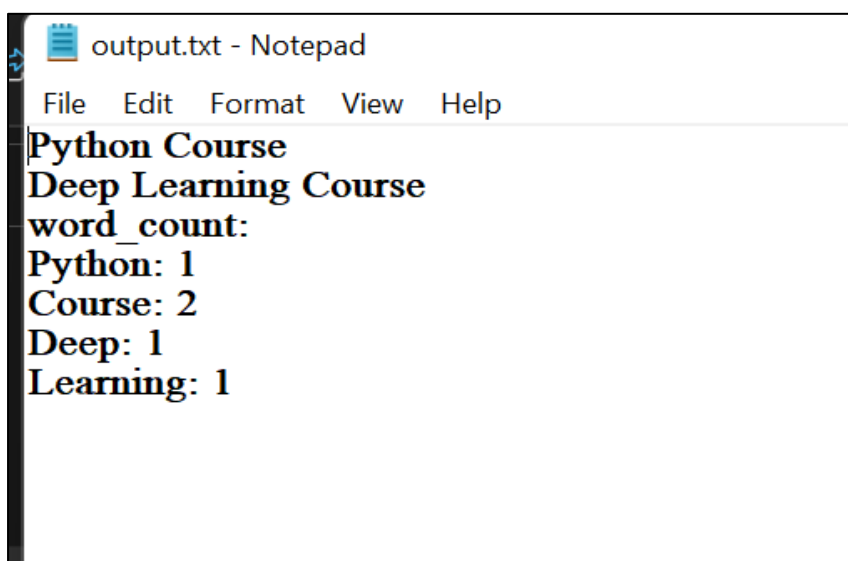 output.txt - Notepad
File Edit Format View Help
Python Course
Deep Learning Course
word_count:
Python: 1
Course: 2
Deep: 1
Learning: 1